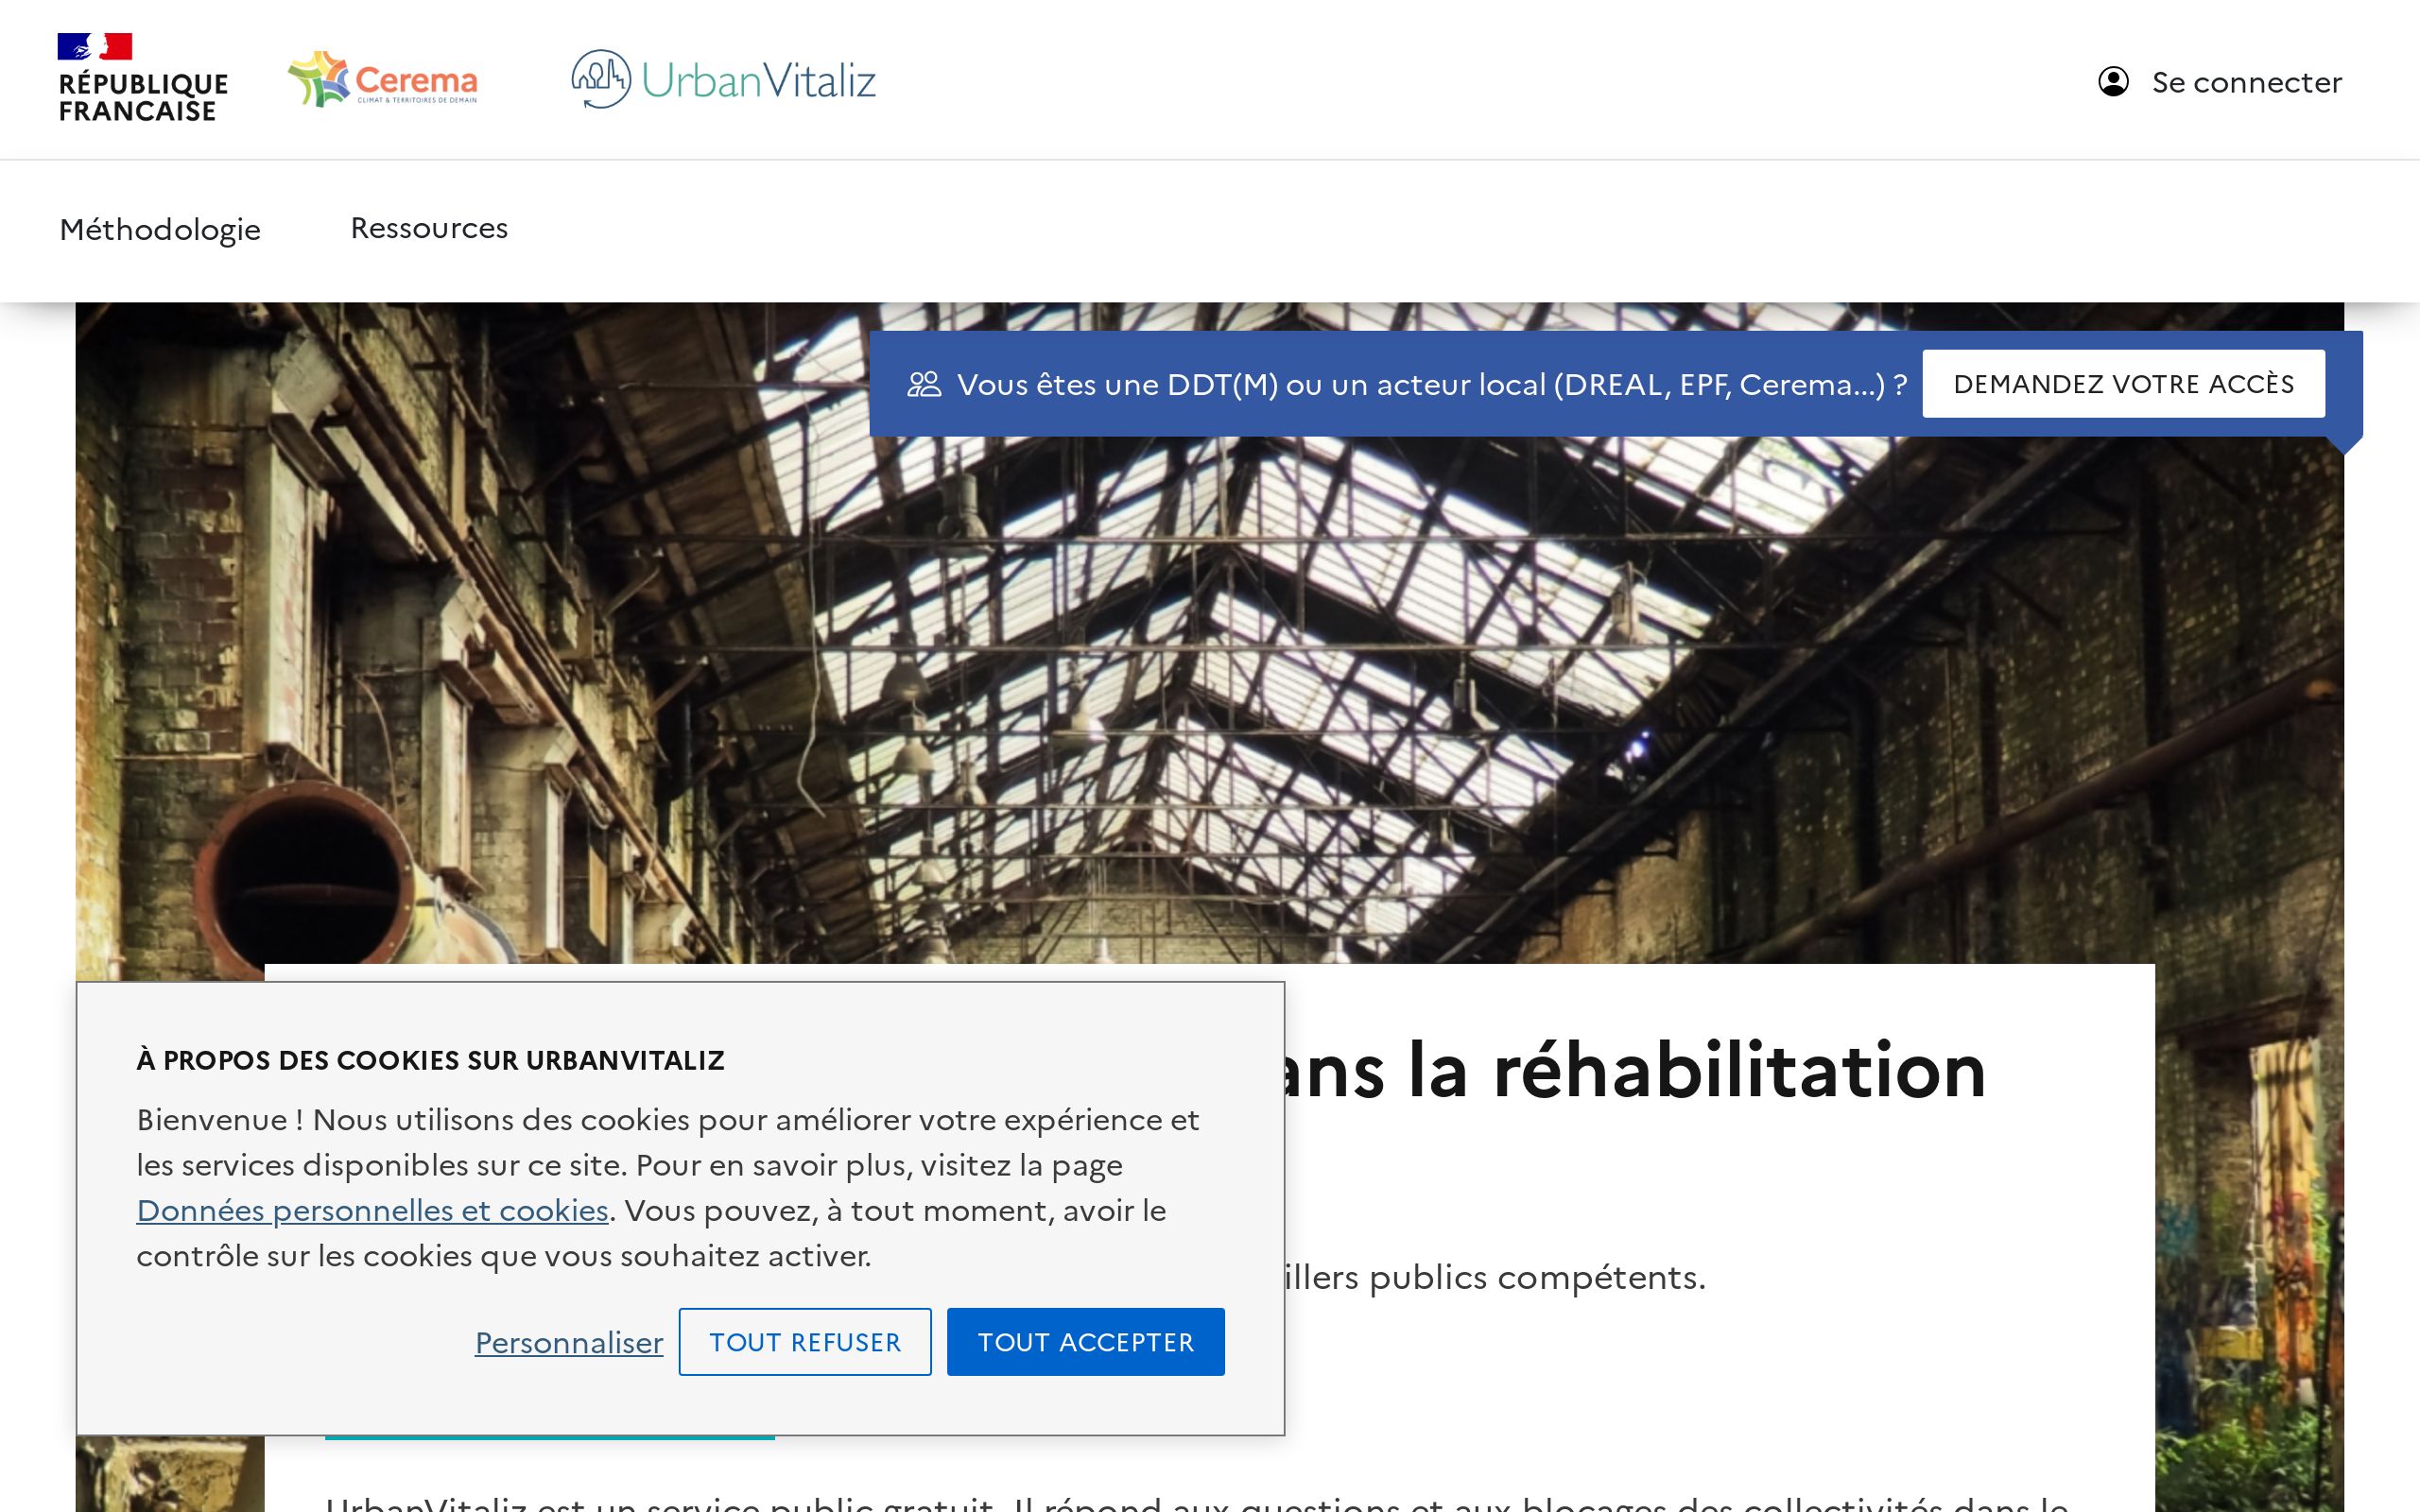 RÉPUBLIQUE
FRANCAISE
Cerema
CLIMAT & TERRITOIRES DE DEMAIN
UrbanVitaliz
Se connecter
Méthodologie
Ressources
Vous êtes une DDT(M) ou un acteur local (DREAL, EPF, Cerema...) ?
DEMANDEZ VOTRE ACCÈS
ans la réhabilitation
illers publics compétents.
À PROPOS DES COOKIES SUR URBANVITALIZ
Bienvenue ! Nous utilisons des cookies pour améliorer votre expérience et
les services disponibles sur ce site. Pour en savoir plus, visitez la page
Données personnelles et cookies. Vous pouvez, à tout moment, avoir le
contrôle sur les cookies que vous souhaitez activer.
Personnaliser
TOUT REFUSER
TOUT ACCEPTER
UrbanVitaliz est un service public gratuit. Il répond aux questions et aux blocages des collectivités dans le